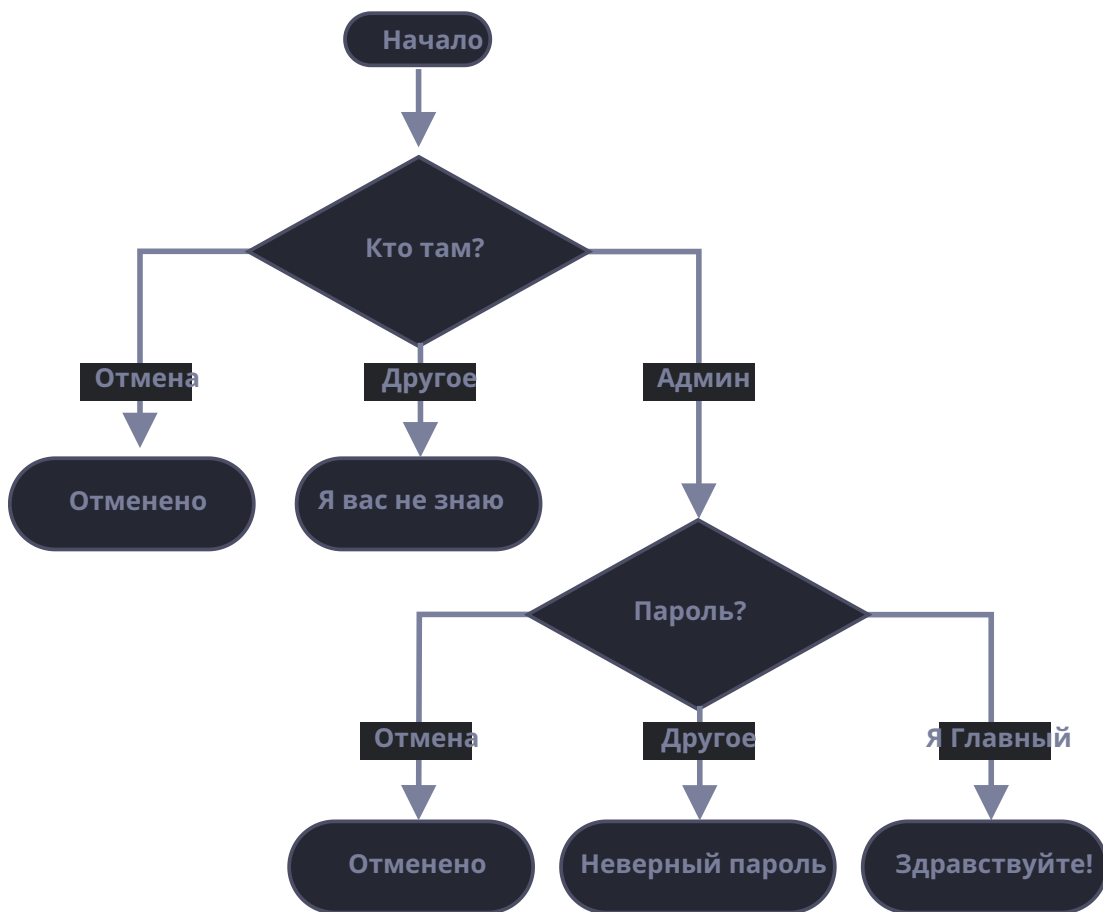 Начало
Кто там?
Отмена
Другое
Админ
Отменено
Я вас не знаю
Пароль?
Отмена
Другое
Я Главный
Отменено
Неверный пароль
Здравствуйте!